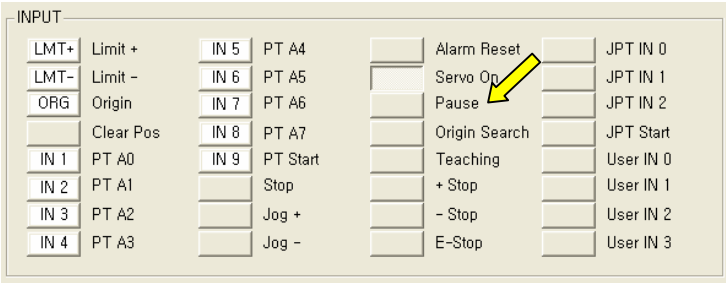 INPUT
LMT+ Limit + IN 5 PT A4 Alarm Reset JPT IN 0
LMT- Limit - IN 6 PT A5 Servo On JPT IN 1
ORG Origin IN 7 PT A6 Pause JPT IN 2
Clear Pos IN 8 PT A7 Origin Search JPT Start
IN 1 PT A0 IN 9 PT Start Teaching User IN 0
IN 2 PT A1 Stop + Stop User IN 1
IN 3 PT A2 Jog + - Stop User IN 2
IN 4 PT A3 Jog - E-Stop User IN 3